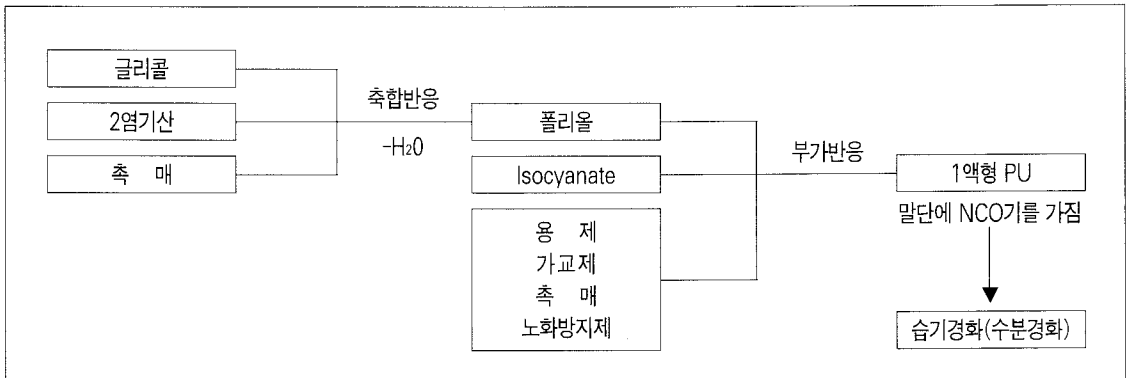 글리콜
2염기산
촉 매
축합반응
-H₂O
폴리올
Isocyanate
용 제
가교제
촉 매
노화방지제
부가반응
1액형 PU
말단에 NCO기를 가짐
습기경화(수분경화)